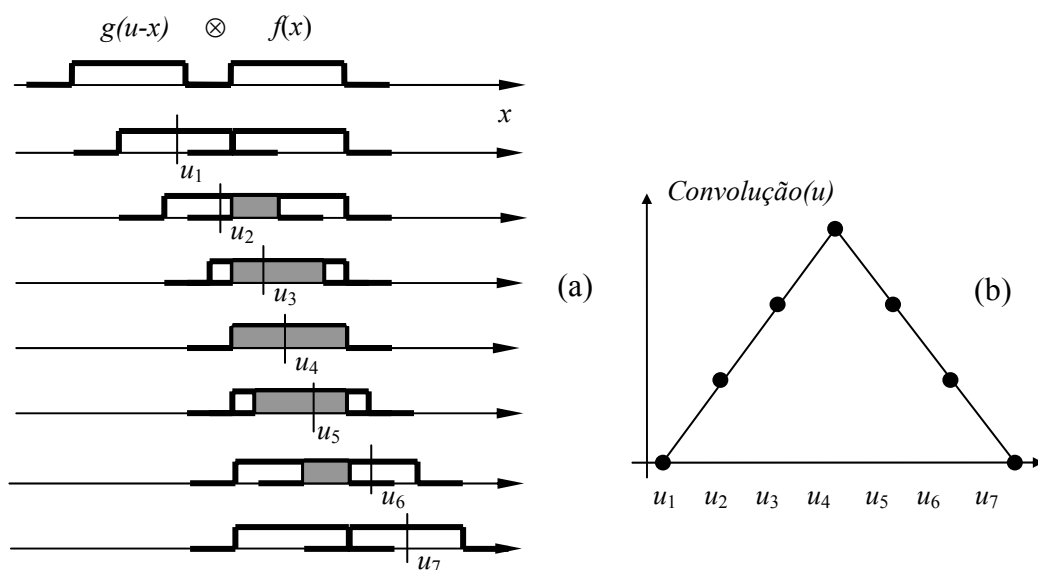 g(u-x) ⊗ f(x)
x
u₁
u₂
u₃
u₄
u₅
u₆
u₇
(a)
Convolução(u)
(b)
u₁ u₂ u₃ u₄ u₅ u₆ u₇